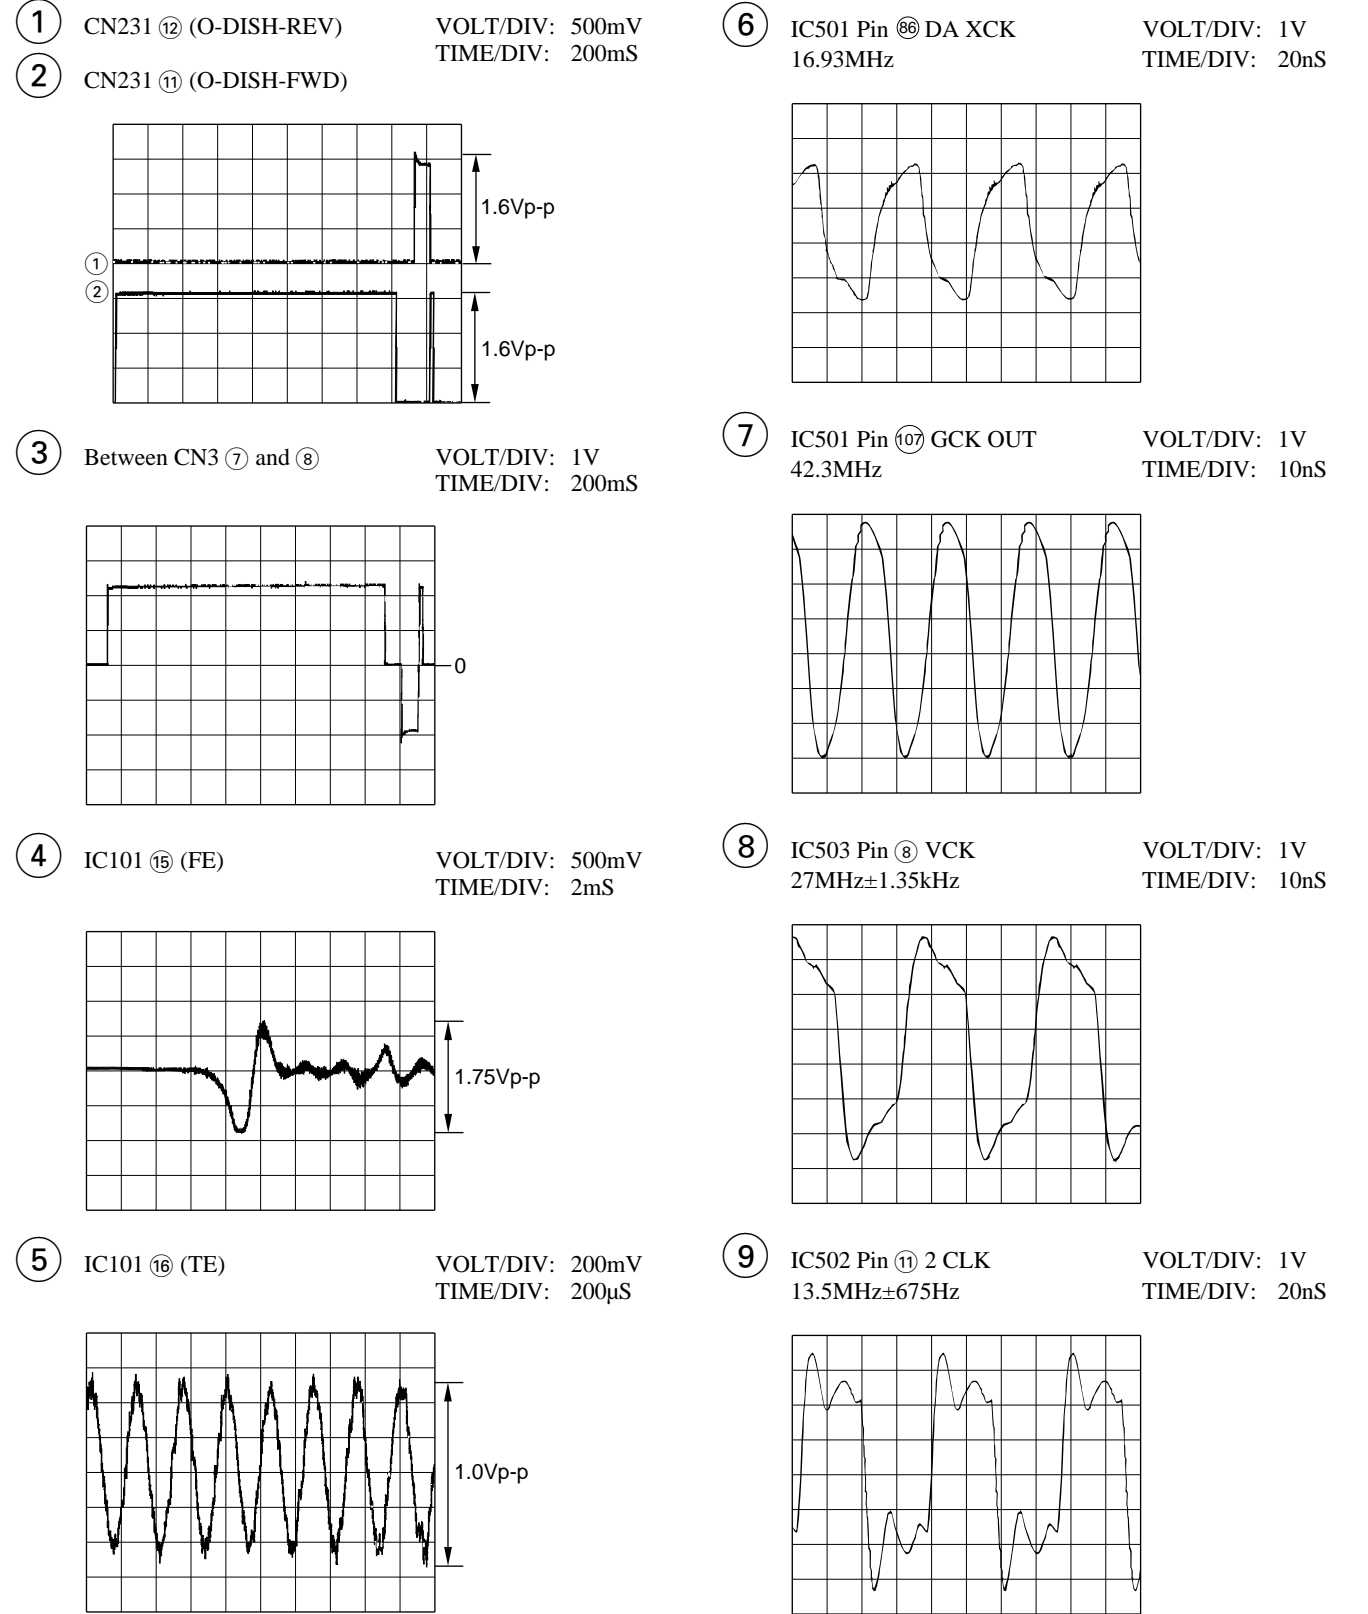 ① CN231 ⑫ (O-DISH-REV) VOLT/DIV: 500mV
TIME/DIV: 200mS
② CN231 ⑪ (O-DISH-FWD)
1.6Vp-p
①
②
1.6Vp-p
③ Between CN3 ⑦ and ⑧ VOLT/DIV: 1V
TIME/DIV: 200mS
0
④ IC101 ⑮ (FE) VOLT/DIV: 500mV
TIME/DIV: 2mS
1.75Vp-p
⑤ IC101 ⑯ (TE) VOLT/DIV: 200mV
TIME/DIV: 200µS
1.0Vp-p
⑥ IC501 Pin 86 DA XCK VOLT/DIV: 1V
16.93MHz TIME/DIV: 20nS
⑦ IC501 Pin 107 GCK OUT VOLT/DIV: 1V
42.3MHz TIME/DIV: 10nS
⑧ IC503 Pin ⑧ VCK VOLT/DIV: 1V
27MHz±1.35kHz TIME/DIV: 10nS
⑨ IC502 Pin ⑪ 2 CLK VOLT/DIV: 1V
13.5MHz±675Hz TIME/DIV: 20nS